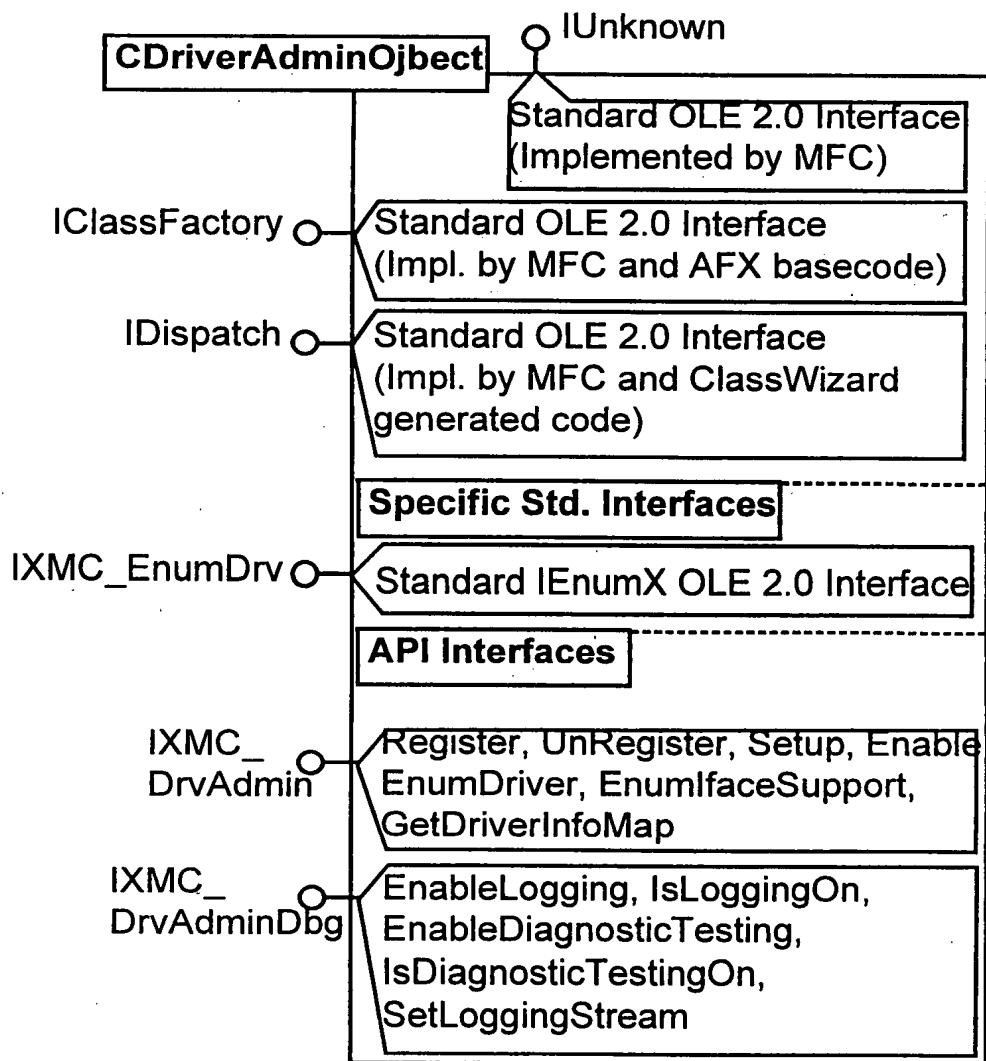 IUnknown
CDriverAdminOjbect
Standard OLE 2.0 Interface
(Implemented by MFC)
IClassFactory
Standard OLE 2.0 Interface
(Impl. by MFC and AFX basecode)
IDispatch
Standard OLE 2.0 Interface
(Impl. by MFC and ClassWizard
generated code)
Specific Std. Interfaces
IXMC_EnumDrv
Standard IEnumX OLE 2.0 Interface
API Interfaces
IXMC_
DrvAdmin
Register, UnRegister, Setup, Enable
EnumDriver, EnumIfaceSupport,
GetDriverInfoMap
IXMC_
DrvAdminDbg
EnableLogging, IsLoggingOn,
EnableDiagnosticTesting,
IsDiagnosticTestingOn,
SetLoggingStream